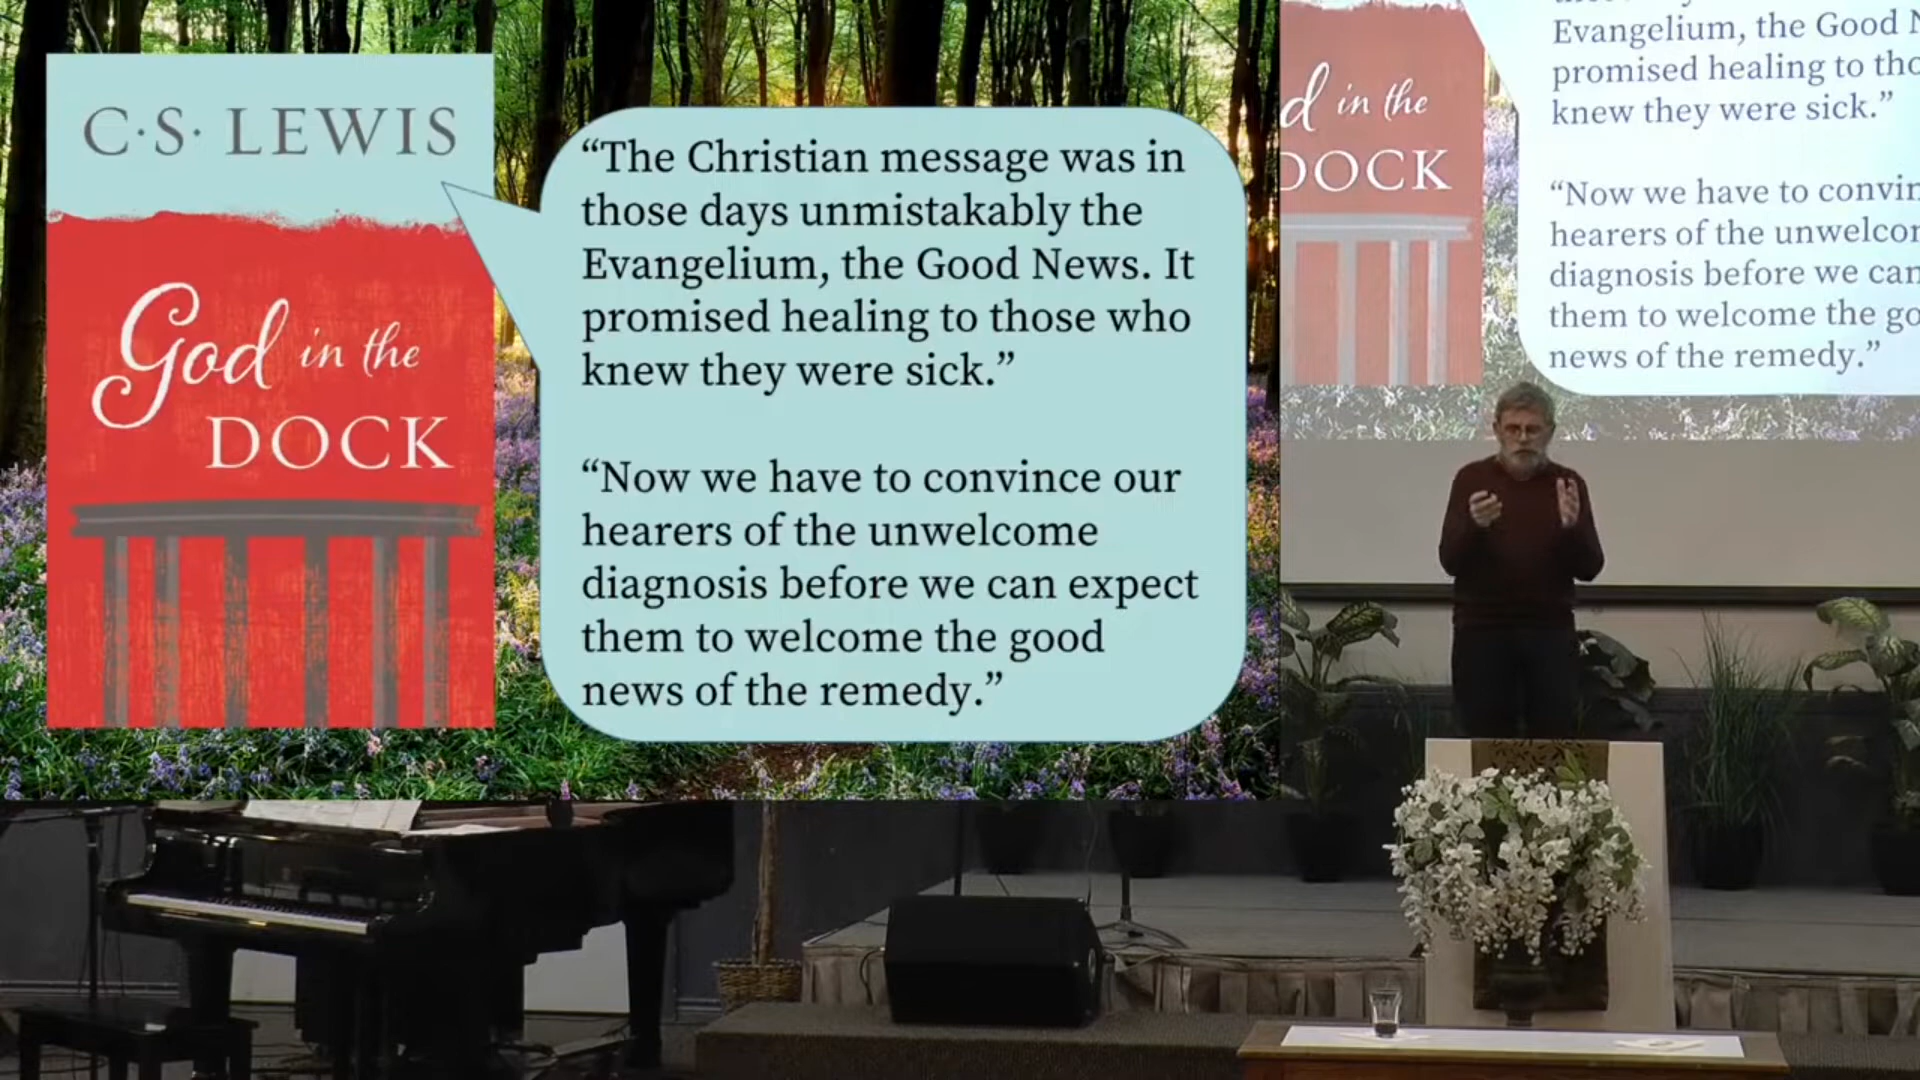 C·S· LEWIS
God in the
DOCK
“The Christian message was in
those days unmistakably the
Evangelium, the Good News. It
promised healing to those who
knew they were sick.”
“Now we have to convince our
hearers of the unwelcome
diagnosis before we can expect
them to welcome the good
news of the remedy.”
d in the
DOCK
Evangelium, the Good N
promised healing to tho
knew they were sick.”
“Now we have to convin
hearers of the unwelcor
diagnosis before we can
them to welcome the go
news of the remedy.”